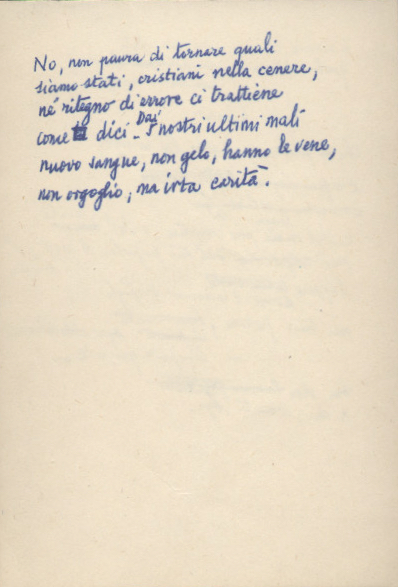 No, non paura di tornare quali
siamo stati, cristiani nella cenere,
né ritegno di errore ci trattiene
come dici. Dai nostri ultimi mali
nuovo sangue, non gelo, hanno le vene,
non orgoglio, ma irta carità.